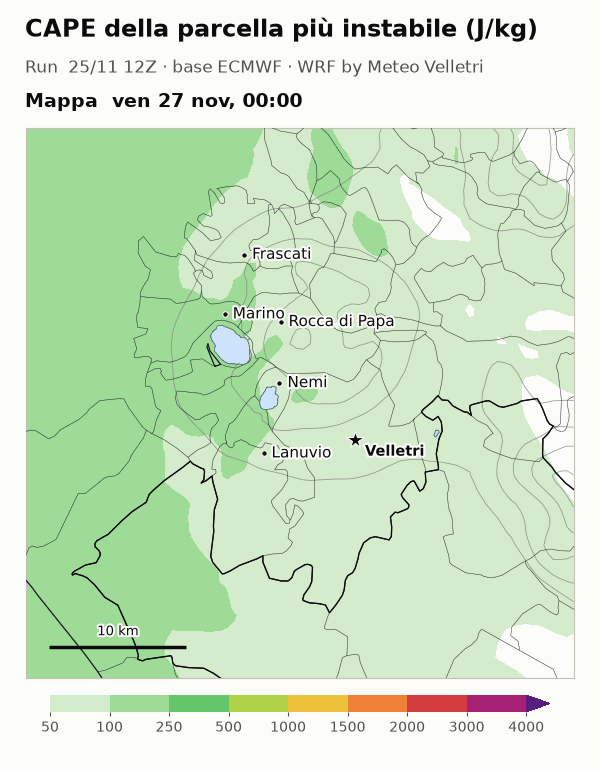 CAPE della parcella più instabile (J/kg)
Run  25/11 12Z · base ECMWF · WRF by Meteo Velletri
Mappa  ven 27 nov, 00:00
Frascati
Marino
Rocca di Papa
Nemi
Velletri
Lanuvio
10 km
50 100 250 500 1000 1500 2000 3000 4000